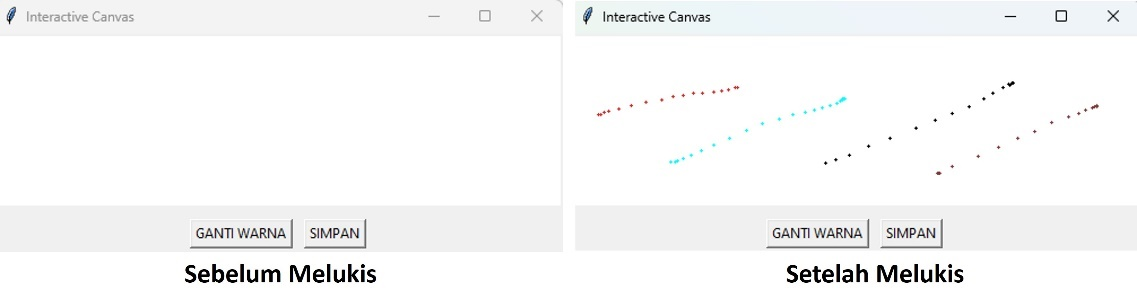 Interactive Canvas
GANTI WARNA SIMPAN
Sebelum Melukis
Interactive Canvas
GANTI WARNA SIMPAN
Setelah Melukis